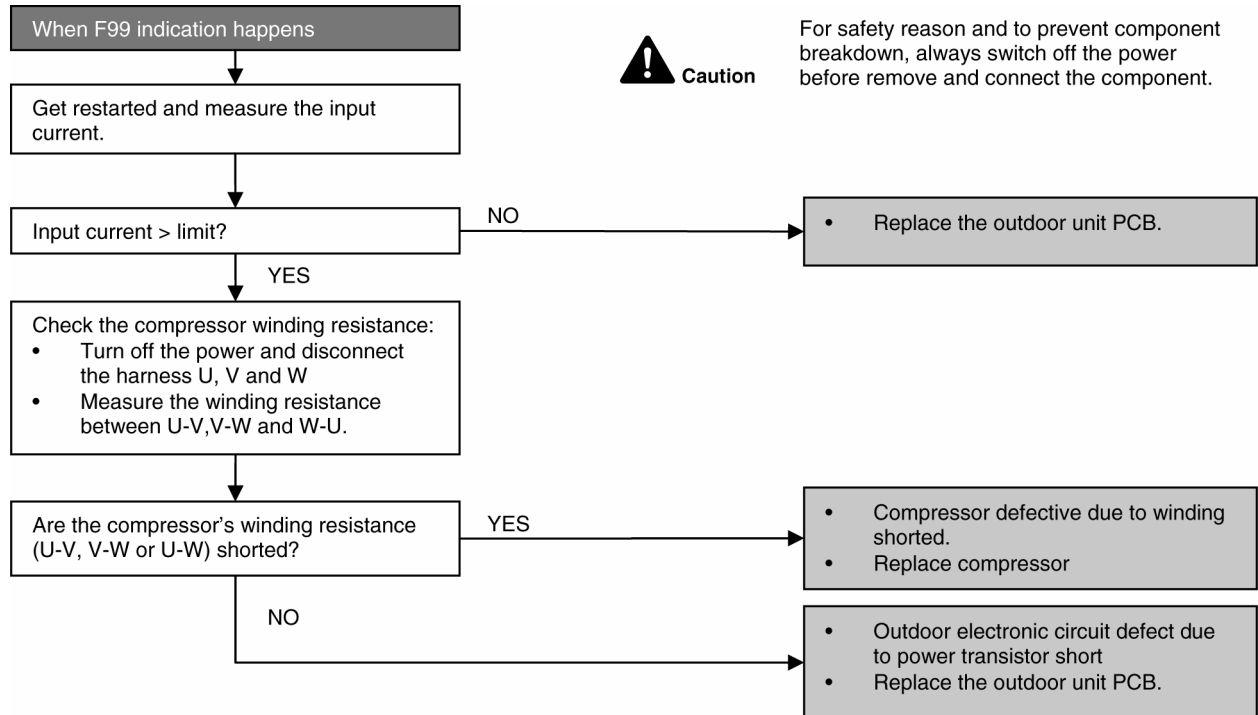 When F99 indication happens
Caution
For safety reason and to prevent component
breakdown, always switch off the power
before remove and connect the component.
Get restarted and measure the input
current.
Input current > limit?
NO
• Replace the outdoor unit PCB.
YES
Check the compressor winding resistance:
• Turn off the power and disconnect
the harness U, V and W
• Measure the winding resistance
between U-V,V-W and W-U.
Are the compressor's winding resistance
(U-V, V-W or U-W) shorted?
YES
• Compressor defective due to winding
shorted.
• Replace compressor
NO
• Outdoor electronic circuit defect due
to power transistor short
• Replace the outdoor unit PCB.